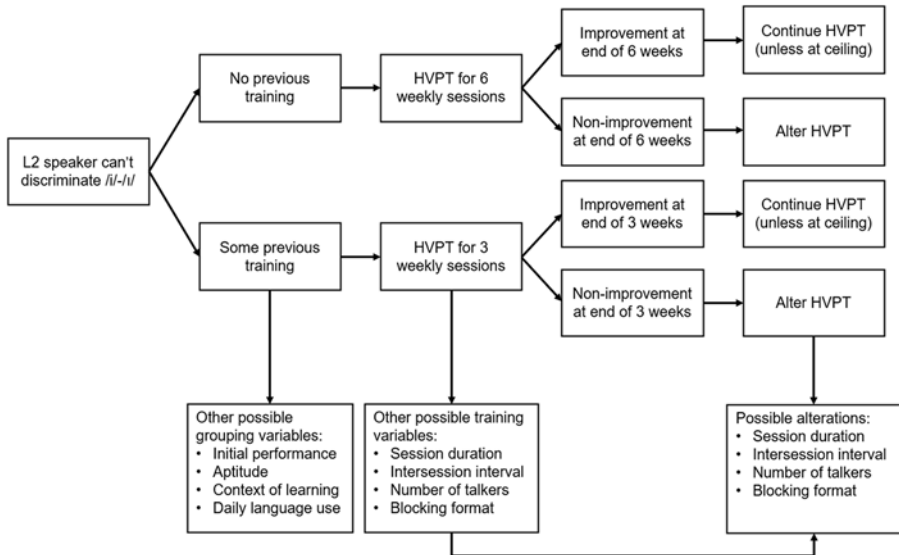 L2 speaker can't
discriminate /i/-/ɪ/
No previous
training
HVPT for 6
weekly sessions
Improvement at
end of 6 weeks
Continue HVPT
(unless at ceiling)
Non-improvement
at end of 6 weeks
Alter HVPT
Some previous
training
HVPT for 3
weekly sessions
Improvement at
end of 3 weeks
Continue HVPT
(unless at ceiling)
Non-improvement
at end of 3 weeks
Alter HVPT
Other possible
grouping variables:
• Initial performance
• Aptitude
• Context of learning
• Daily language use
Other possible training
variables:
• Session duration
• Intersession interval
• Number of talkers
• Blocking format
Possible alterations:
• Session duration
• Intersession interval
• Number of talkers
• Blocking format